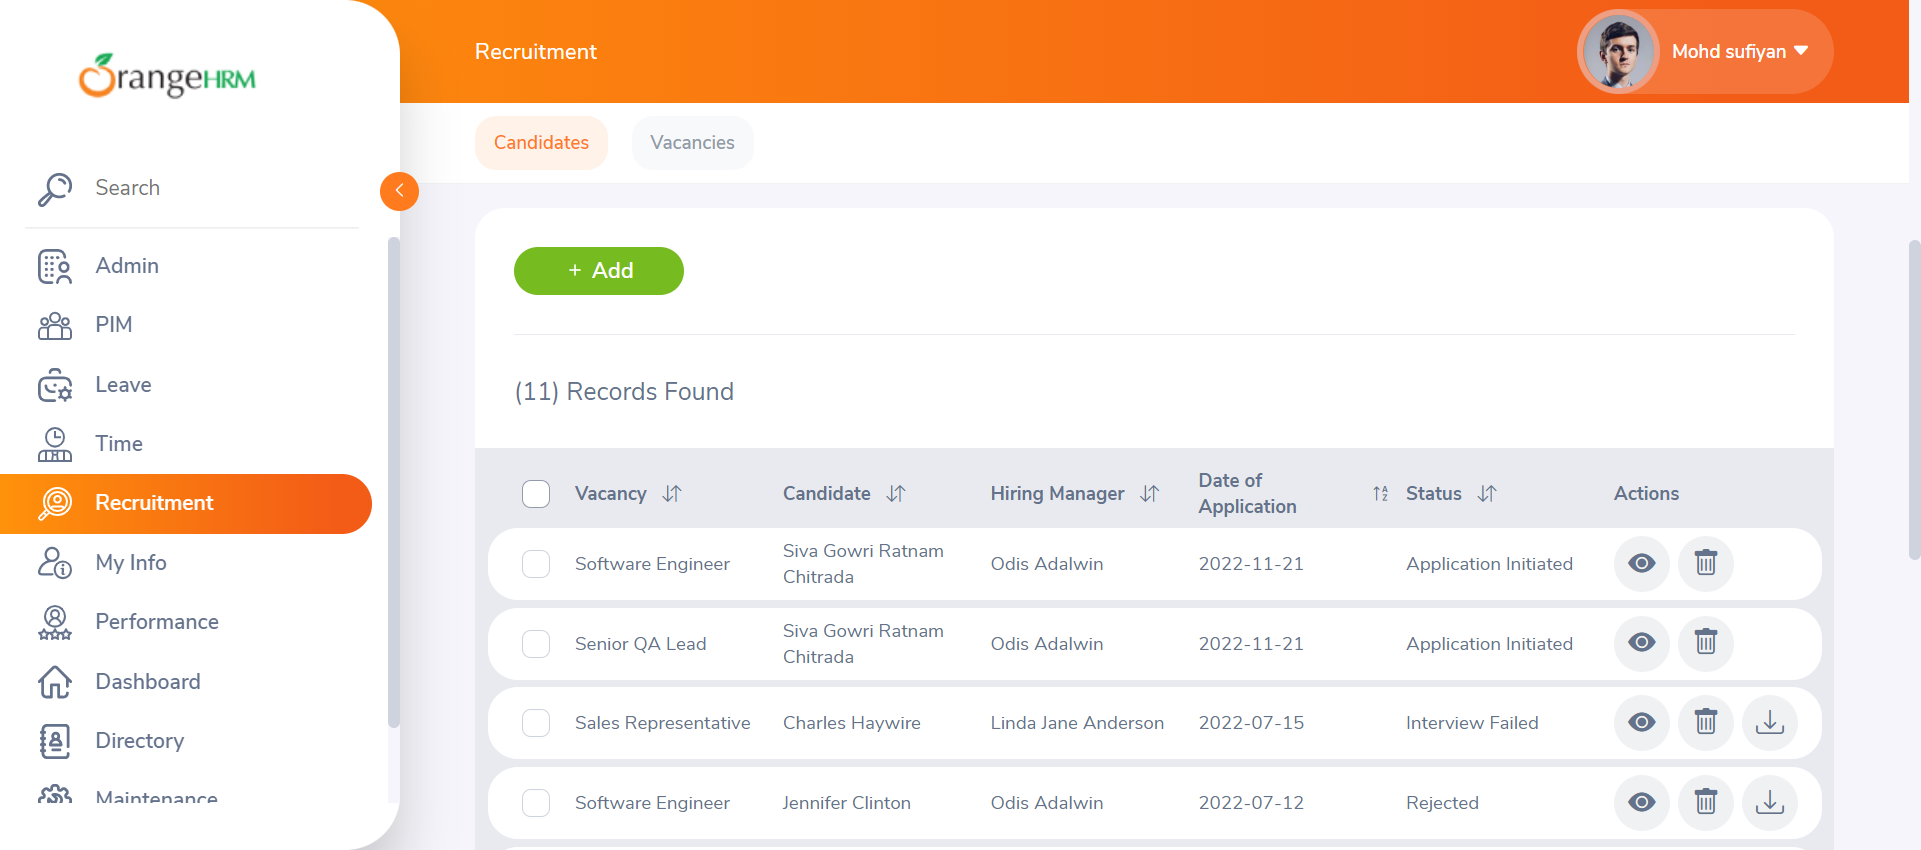 OrangeHRM
Search
Admin
PIM
Leave
Time
Recruitment
My Info
Performance
Dashboard
Directory
Maintenance
Recruitment
Mohd sufiyan
Candidates
Vacancies
+ Add
(11) Records Found
Vacancy
Candidate
Hiring Manager
Date of
Application
Status
Actions
Software Engineer
Siva Gowri Ratnam
Chitrada
Odis Adalwin
2022-11-21
Application Initiated
Senior QA Lead
Siva Gowri Ratnam
Chitrada
Odis Adalwin
2022-11-21
Application Initiated
Sales Representative
Charles Haywire
Linda Jane Anderson
2022-07-15
Interview Failed
Software Engineer
Jennifer Clinton
Odis Adalwin
2022-07-12
Rejected